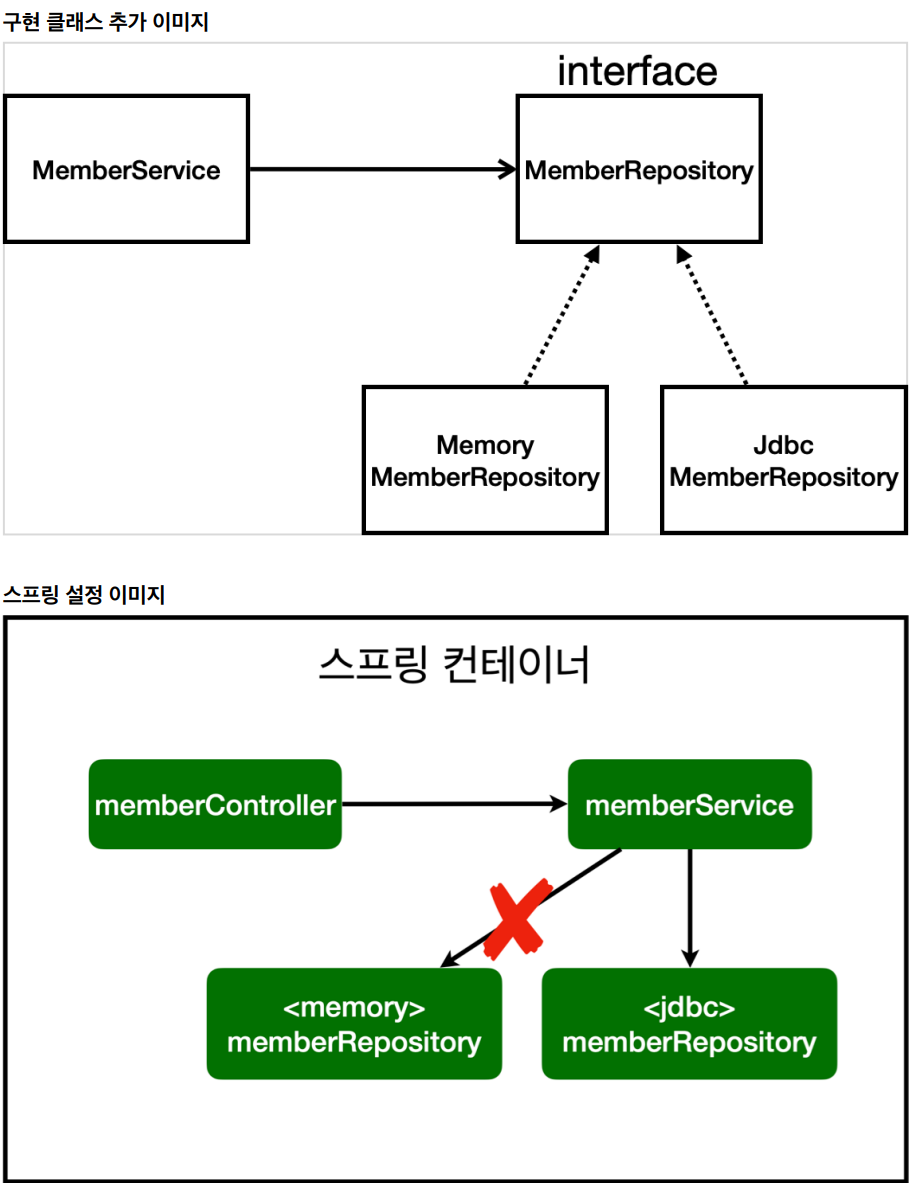 구현 클래스 추가 이미지
interface
MemberService
MemberRepository
Memory
MemberRepository
Jdbc
MemberRepository
스프링 설정 이미지
스프링 컨테이너
memberController
memberService
<memory>
memberRepository
<jdbc>
memberRepository